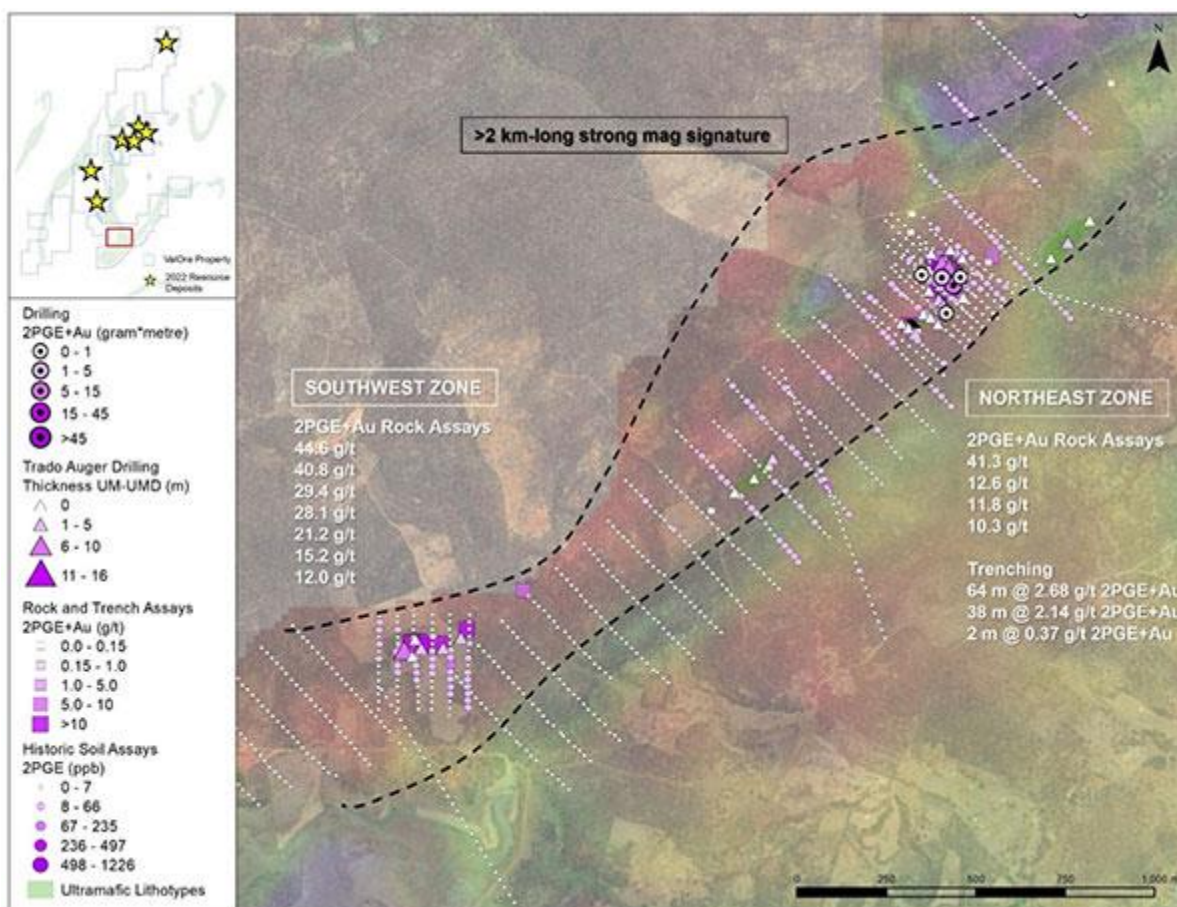 ValOre Property
2022 Resource
Deposits
Drilling
2PGE+Au (gram*metre)
0 - 1
1 - 5
5 - 15
15 - 45
>45
Trado Auger Drilling
Thickness UM-UMD (m)
0
1 - 5
6 - 10
11 - 16
Rock and Trench Assays
2PGE+Au (g/t)
0.0 - 0.15
0.15 - 1.0
1.0 - 5.0
5.0 - 10
>10
Historic Soil Assays
2PGE (ppb)
0 - 7
8 - 66
67 - 235
236 - 497
498 - 1226
Ultramafic Lithotypes
N
>2 km-long strong mag signature
SOUTHWEST ZONE
2PGE+Au Rock Assays
44.6 g/t
40.8 g/t
29.4 g/t
28.1 g/t
21.2 g/t
15.2 g/t
12.0 g/t
NORTHEAST ZONE
2PGE+Au Rock Assays
41.3 g/t
12.6 g/t
11.8 g/t
10.3 g/t
Trenching
64 m @ 2.68 g/t 2PGE+Au
38 m @ 2.14 g/t 2PGE+Au
2 m @ 0.37 g/t 2PGE+Au
0 250 500 750 1,000 m